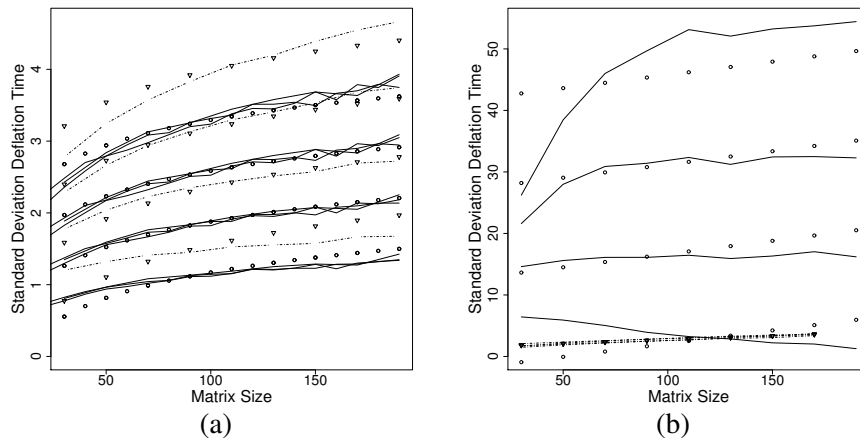 Standard Deviation Deflation Time
0 1 2 3 4
50 100 150
Matrix Size
(a)
Standard Deviation Deflation Time
0 10 20 30 40 50
50 100 150
Matrix Size
(b)